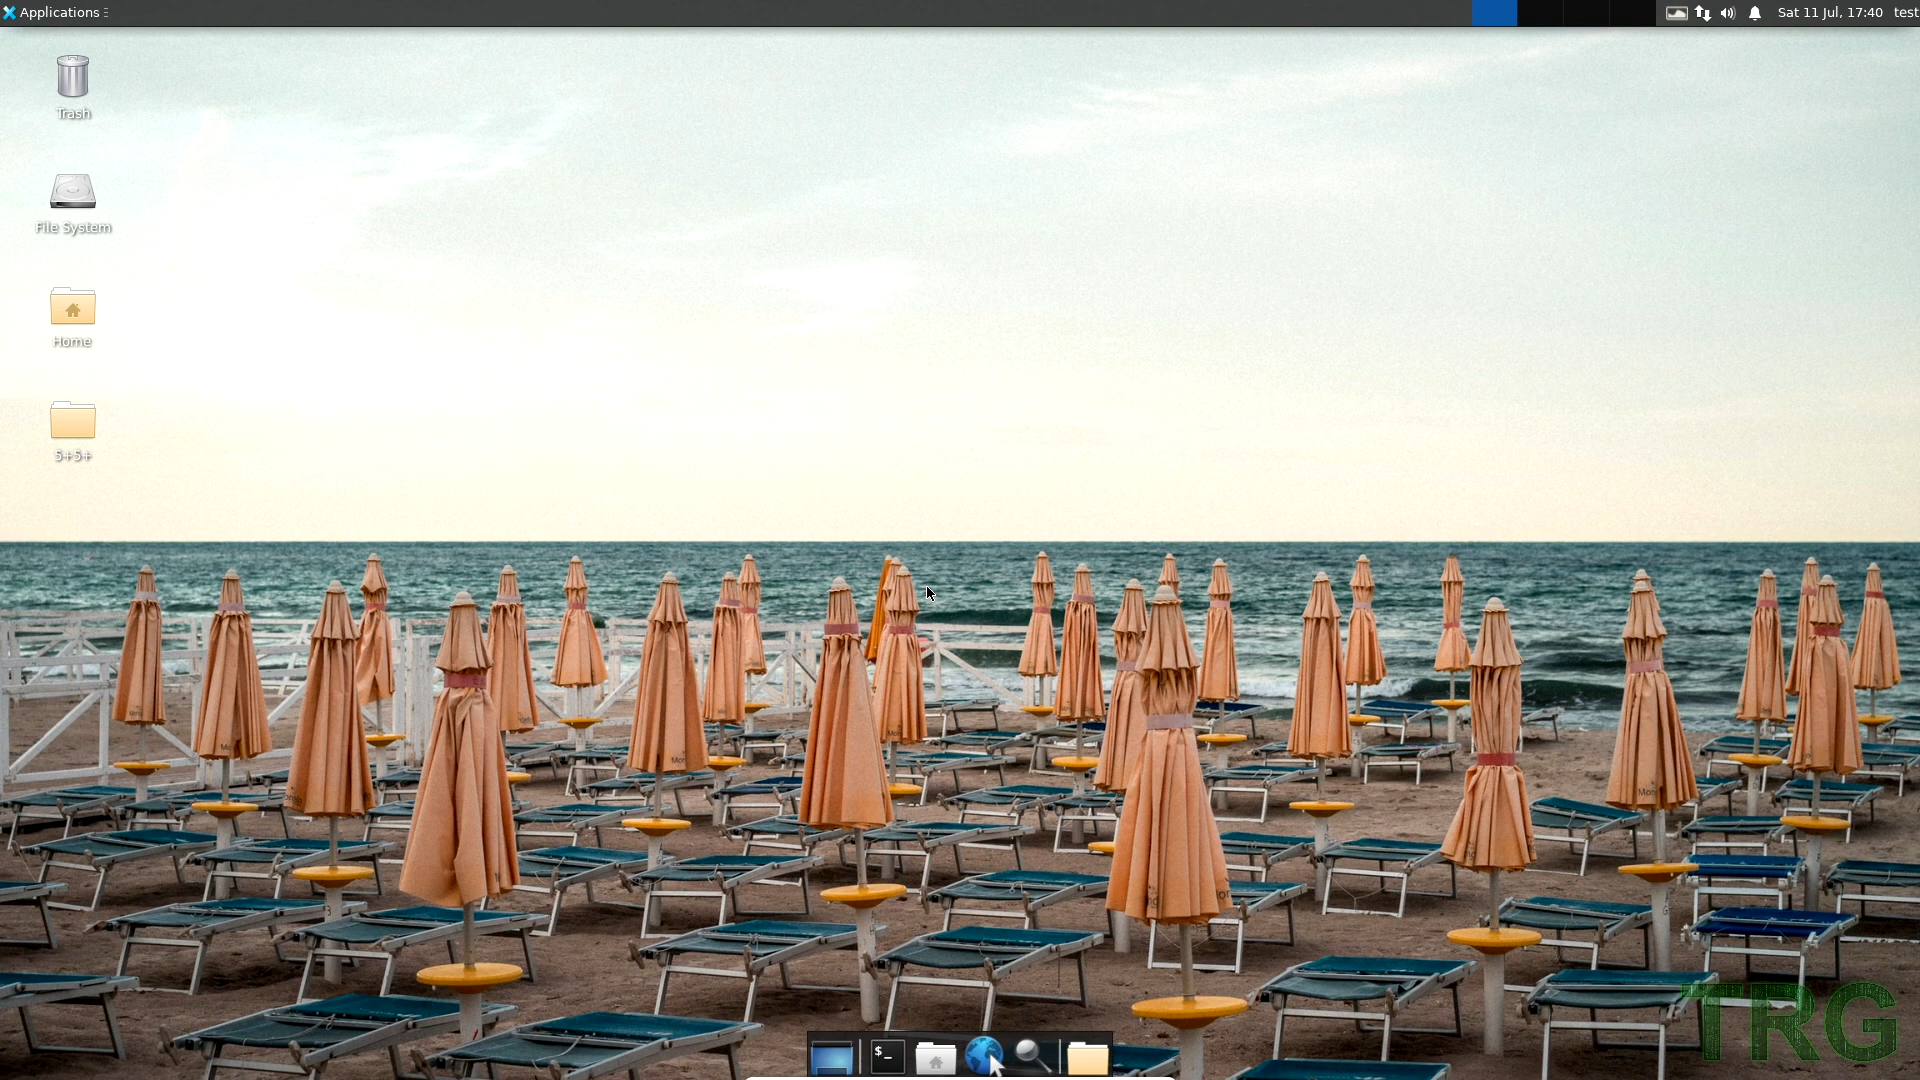 Applications
Sat 11 Jul, 17:40 test
Trash
File System
Home
5+5+
$_
TRG